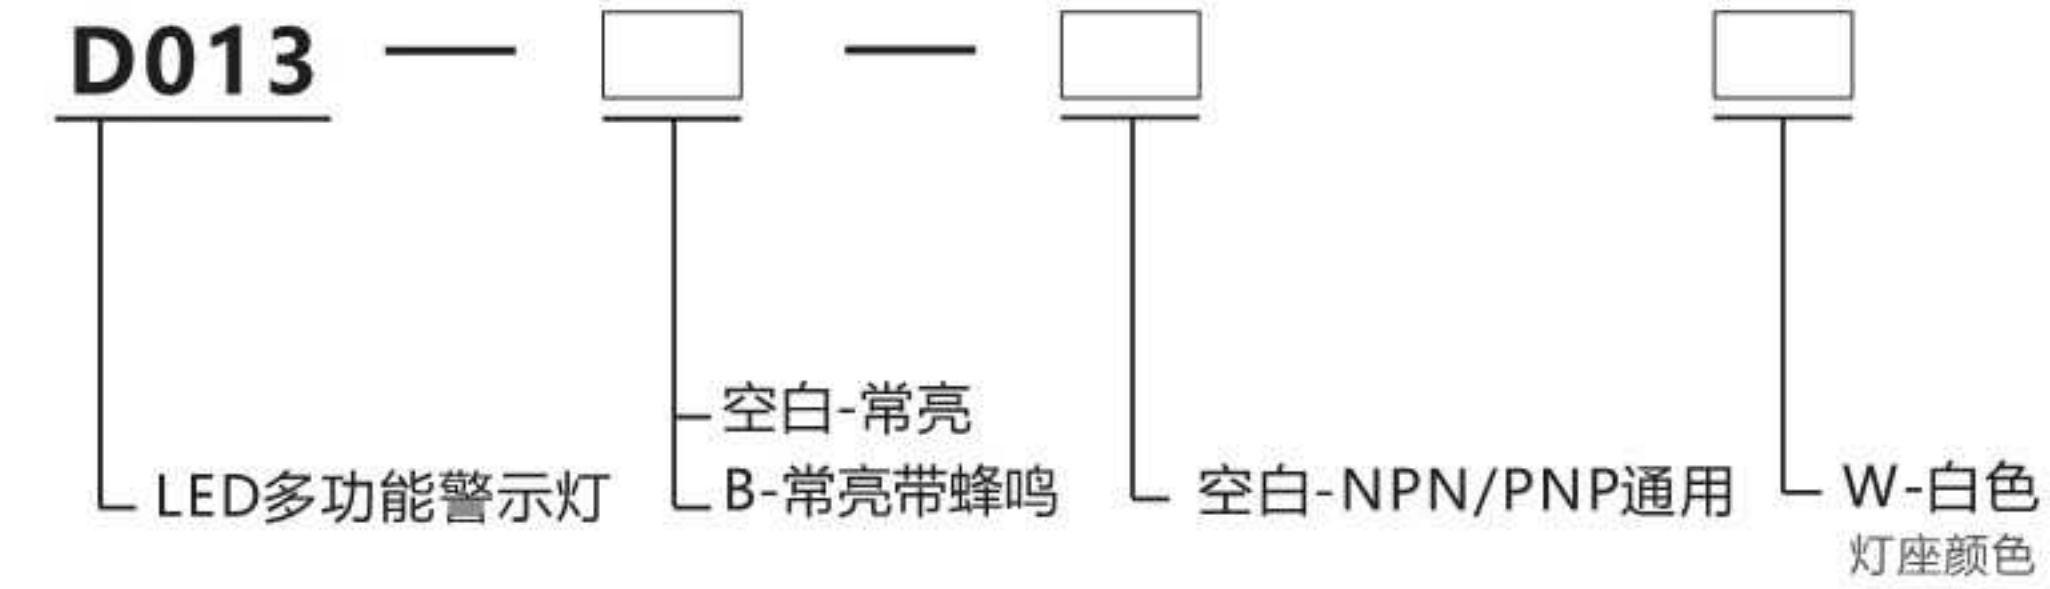 D013
空白-常亮
B-常亮带蜂鸣
LED多功能警示灯
空白-NPN/PNP通用
W-白色
灯座颜色